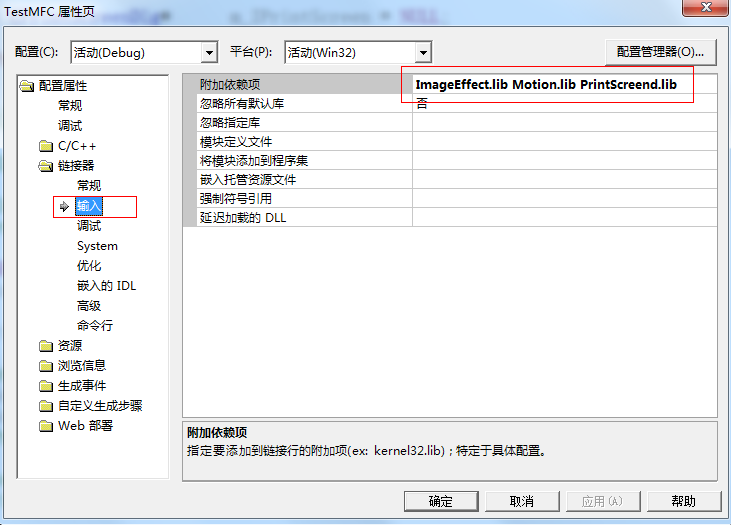 TestMFC 属性页
配置(C): 活动(Debug) 平台(P): 活动(Win32) 配置管理器(O)...
配置属性
常规
调试
C/C++
链接器
常规
输入
调试
System
优化
嵌入的 IDL
高级
命令行
资源
浏览信息
生成事件
自定义生成步骤
Web 部署
附加依赖项 ImageEffect.lib Motion.lib PrintScreend.lib
忽略所有默认库 否
忽略指定库
模块定义文件
将模块添加到程序集
嵌入托管资源文件
强制符号引用
延迟加载的 DLL
附加依赖项
指定要添加到链接行的附加项(ex: kernel32.lib)；特定于具体配置。
确定 取消 应用(A) 帮助